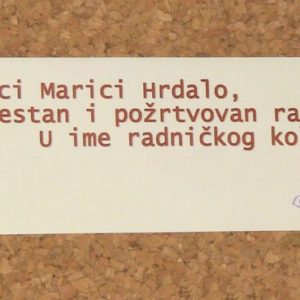 ci Marici Hrdalo,
estan i požrtvovan ra
U ime radničkog ko